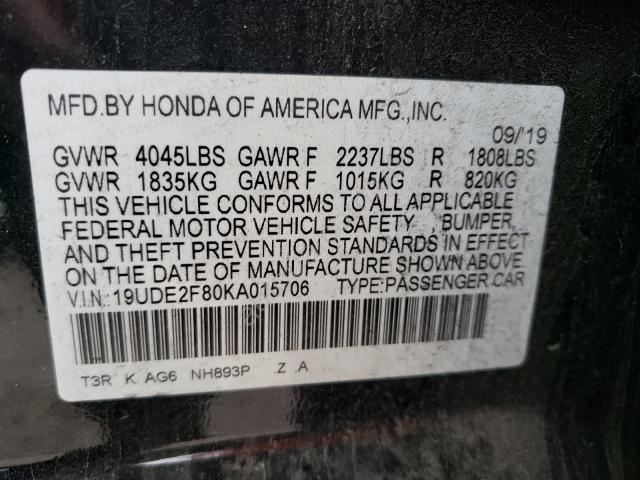 MFD.BY HONDA OF AMERICA MFG.,INC.
09/'19
GVWR 4045LBS GAWR F 2237LBS R 1808LBS
GVWR 1835KG GAWR F 1015KG R 820KG
THIS VEHICLE CONFORMS TO ALL APPLICABLE
FEDERAL MOTOR VEHICLE SAFETY , BUMPER,
AND THEFT PREVENTION STANDARDS IN EFFECT
ON THE DATE OF MANUFACTURE SHOWN ABOVE.
V.I.N.: 19UDE2F80KA015706 TYPE:PASSENGER CAR
T3R K AG6 NH893P .Z .A